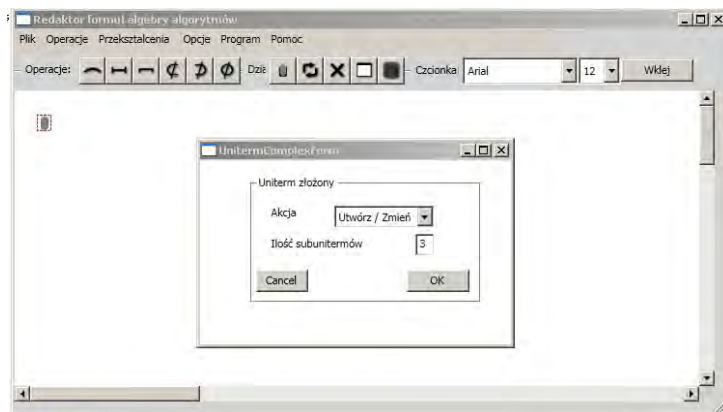 Redaktor formuł algebry algorytmów
Plik Operacje Przekształcenia Opcje Program Pomoc
Operacje: Dzi Czcionka Arial 12 Wklej
UnitermComplexForm
Uniterm złożony
Akcja Utwórz / Zmień
Ilość subunitermów 3
Cancel OK